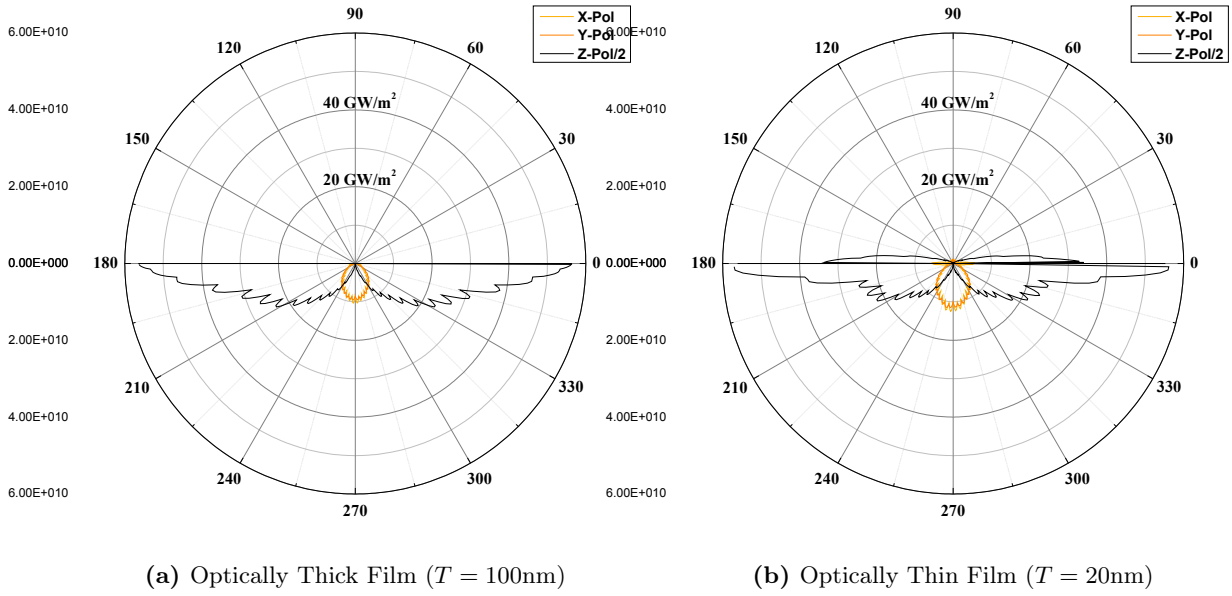 6.00E+010
4.00E+010
2.00E+010
0.00E+000
2.00E+010
4.00E+010
6.00E+010
90
120
60
150
30
180
0
210
330
240
300
270
40 GW/m²
20 GW/m²
X-Pol
Y-Pol
Z-Pol/2
(a) Optically Thick Film (T = 100nm)
6.00E+010
4.00E+010
2.00E+010
0.00E+000
2.00E+010
4.00E+010
6.00E+010
90
120
60
150
30
180
0
210
330
240
300
270
40 GW/m²
20 GW/m²
X-Pol
Y-Pol
Z-Pol/2
(b) Optically Thin Film (T = 20nm)